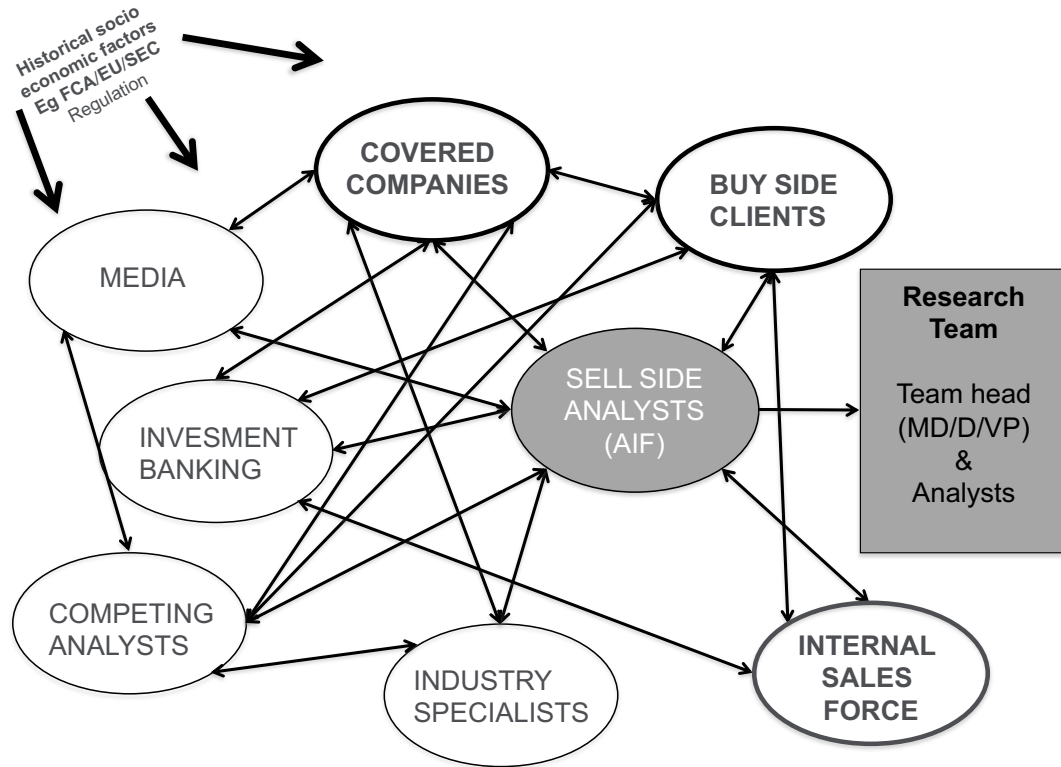 Historical socio
economic factors
Eg FCA/EU/SEC
Regulation
COVERED
COMPANIES
BUY SIDE
CLIENTS
MEDIA
Research
Team
Team head
(MD/D/VP)
&
Analysts
SELL SIDE
ANALYSTS
(AIF)
INVESMENT
BANKING
COMPETING
ANALYSTS
INDUSTRY
SPECIALISTS
INTERNAL
SALES
FORCE